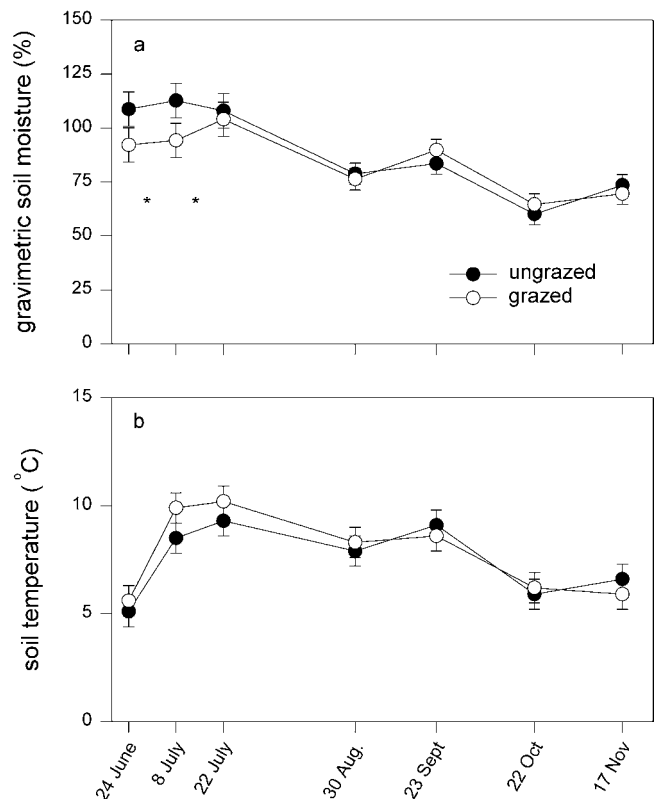 gravimetric soil moisture (%)
150
125
100
75
50
25
0
a
* *
ungrazed
grazed
soil temperature (°C)
15
10
5
0
b
24 June
8 July
22 July
30 Aug.
23 Sept
22 Oct
17 Nov